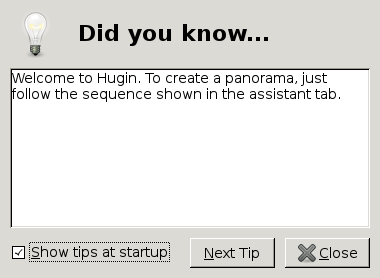 Did you know...
Welcome to Hugin. To create a panorama, just
follow the sequence shown in the assistant tab.
Show tips at startup
Next Tip
Close